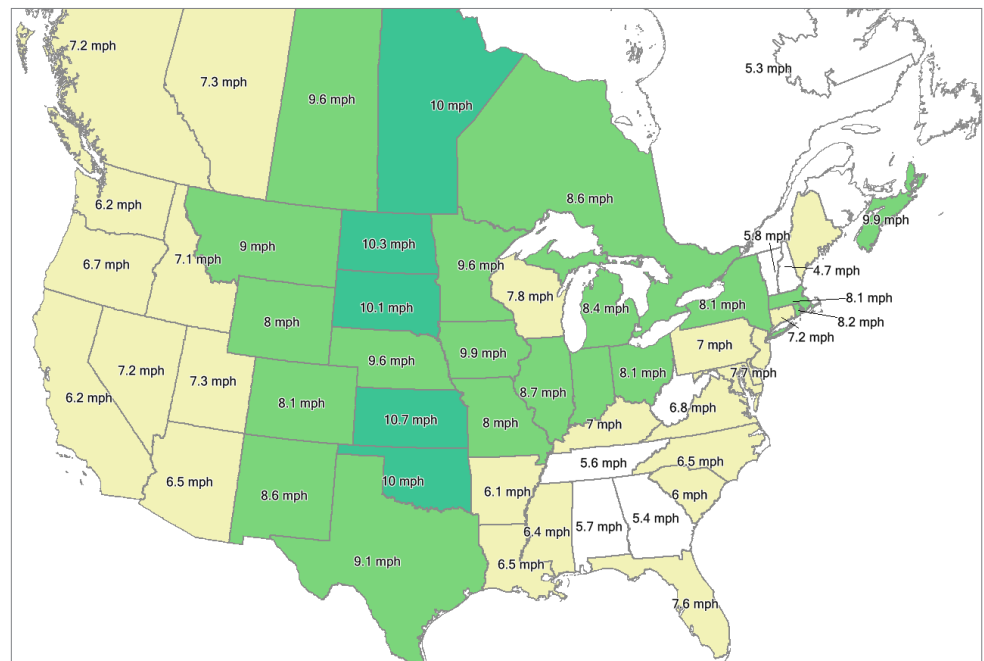 7.2 mph
7.3 mph
9.6 mph
10 mph
5.3 mph
6.2 mph
8.6 mph
9.9 mph
6.7 mph
7.1 mph
9 mph
10.3 mph
9.6 mph
5.8 mph
4.7 mph
7.8 mph
8.4 mph
8.1 mph
8.1 mph
8.2 mph
7.2 mph
8 mph
10.1 mph
9.9 mph
7 mph
6.2 mph
7.2 mph
7.3 mph
9.6 mph
8.1 mph
7.7 mph
8.1 mph
10.7 mph
8 mph
8.7 mph
7 mph
6.8 mph
6.5 mph
8.6 mph
10 mph
6.1 mph
5.6 mph
6.5 mph
6 mph
9.1 mph
6.4 mph
5.7 mph
5.4 mph
6.5 mph
7.6 mph